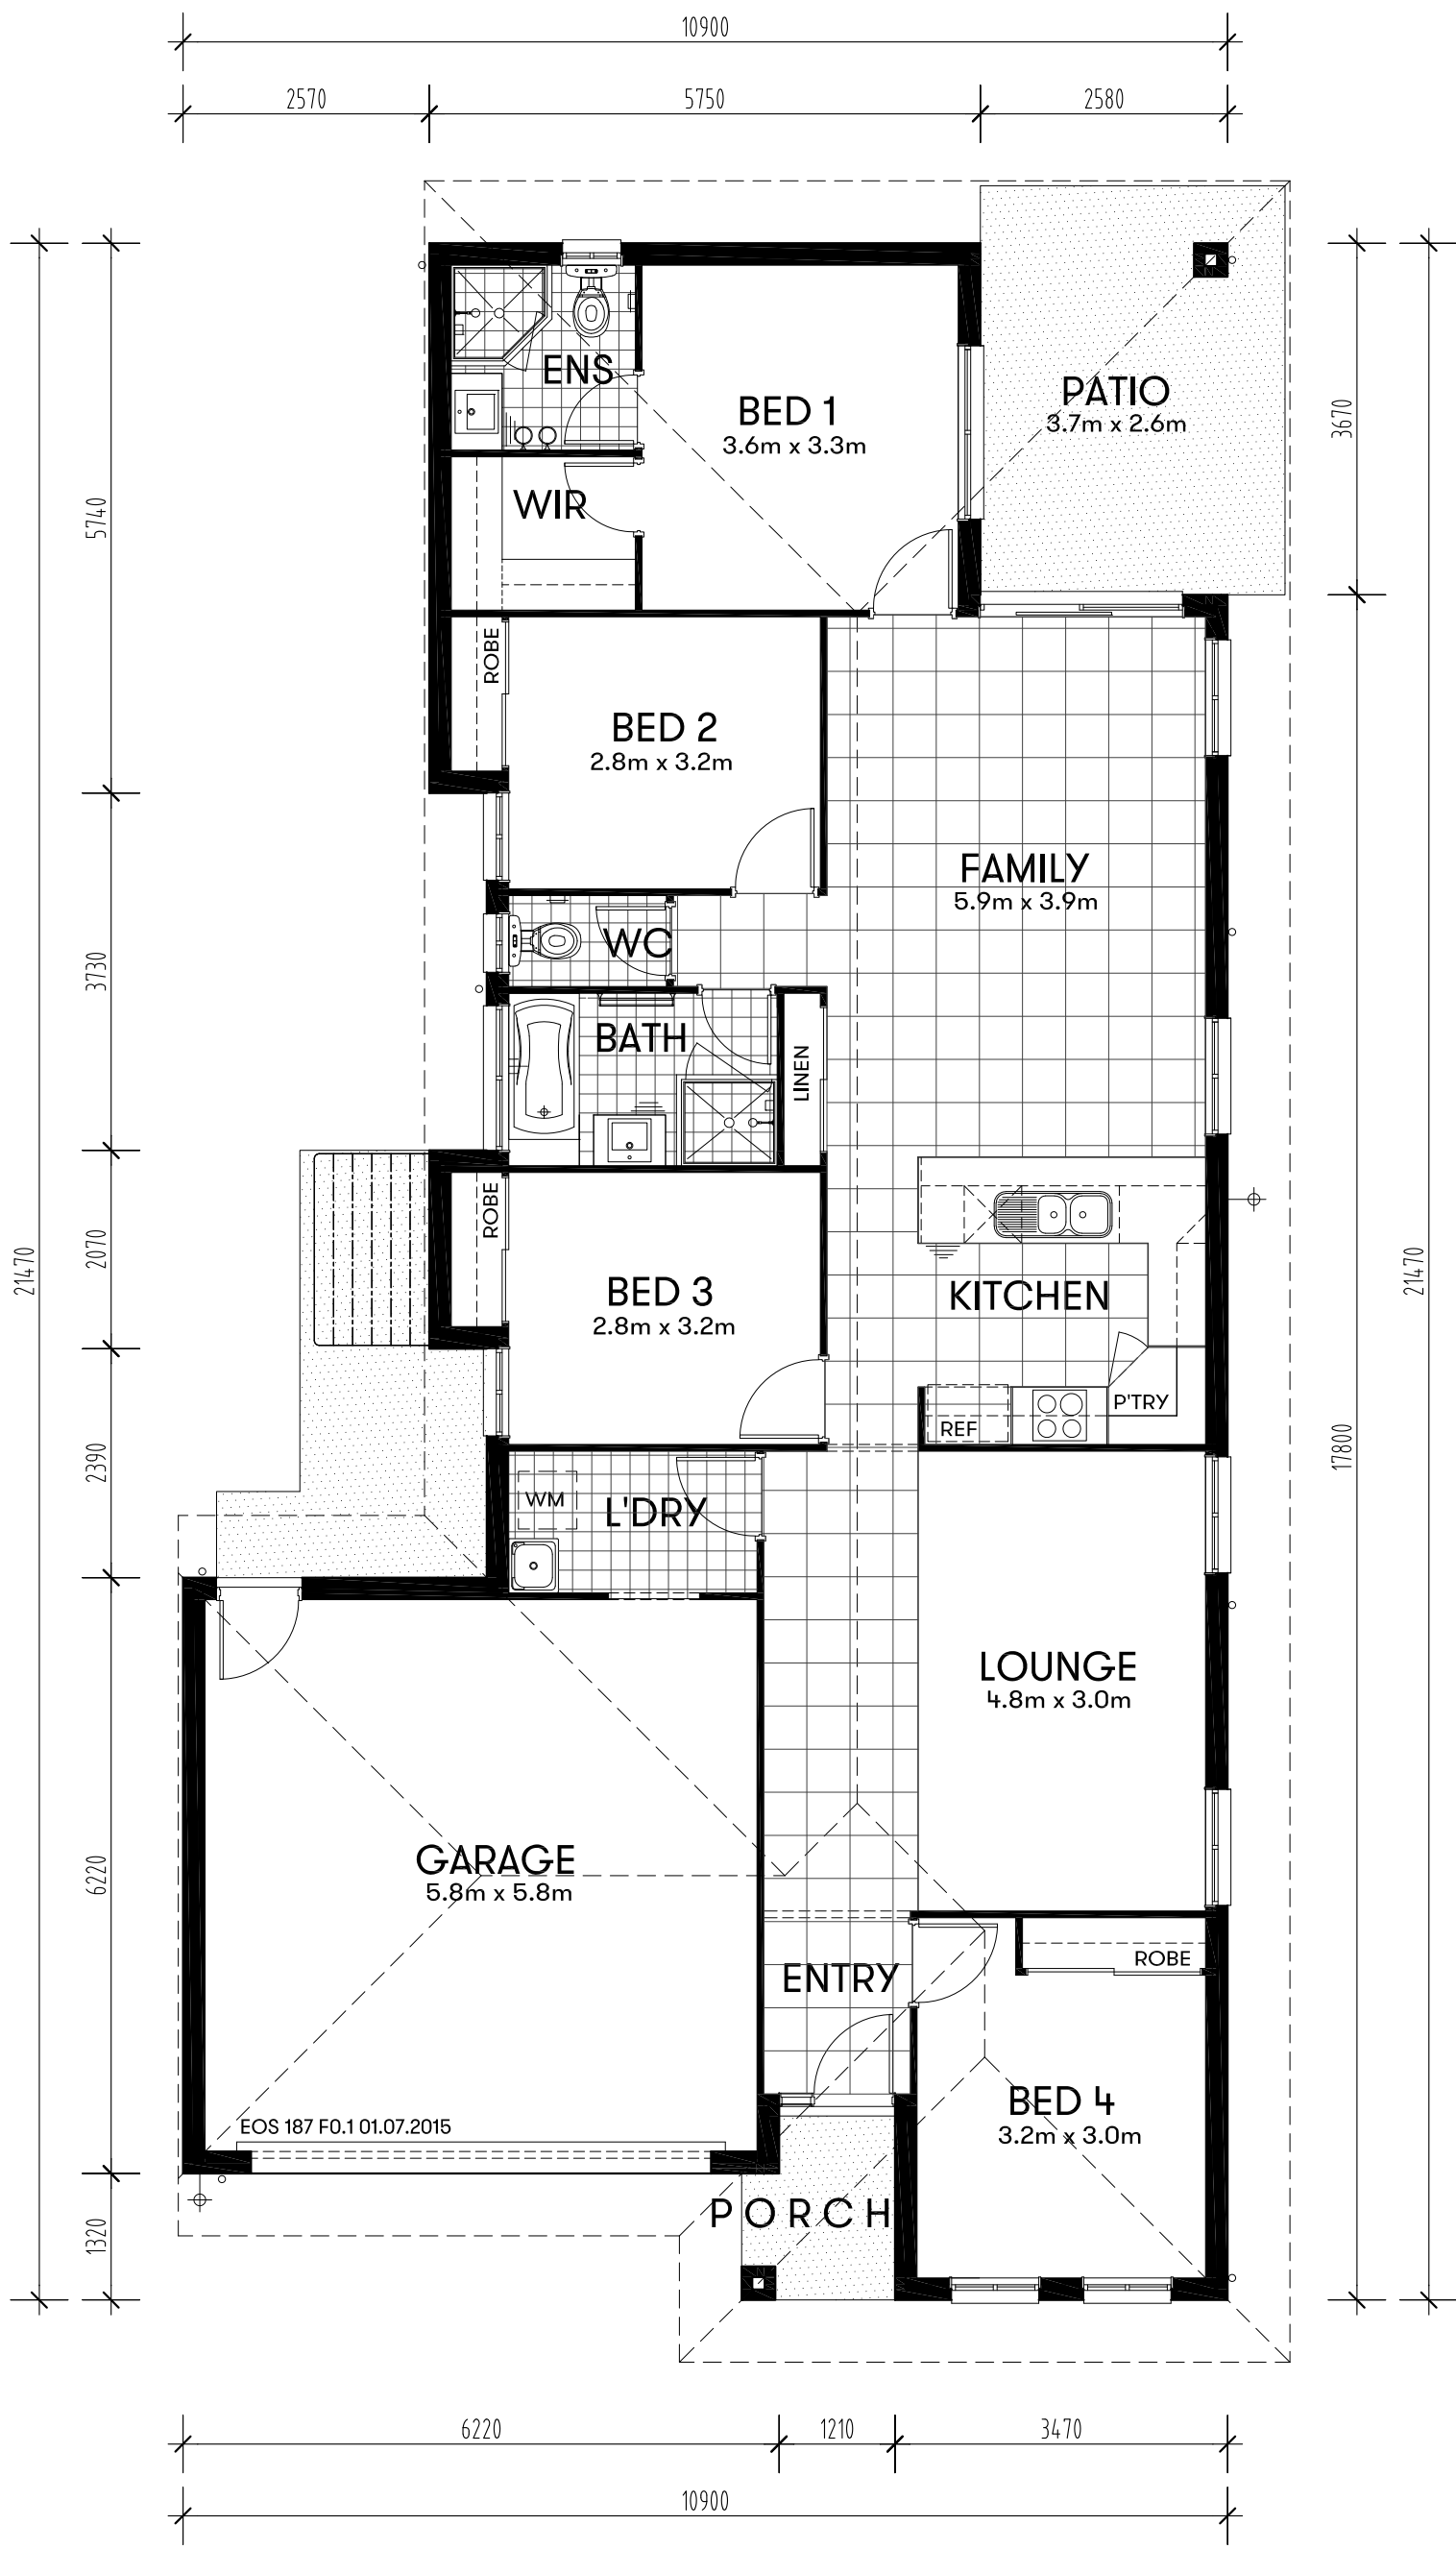 10900
2570 5750 2580
ENS
BED 1
3.6m x 3.3m
PATIO
3.7m x 2.6m
3670
WIR
5740
ROBE
BED 2
2.8m x 3.2m
FAMILY
5.9m x 3.9m
WC
3730
BATH
LINEN
ROBE
2070
21470
21470
BED 3
2.8m x 3.2m
KITCHEN
P'TRY
REF
17800
2390
WM
L'DRY
LOUNGE
4.8m x 3.0m
GARAGE
5.8m x 5.8m
6220
ROBE
ENTRY
BED 4
3.2m x 3.0m
EOS 187 F0.1 01.07.2015
PORCH
1320
6220 1210 3470
10900